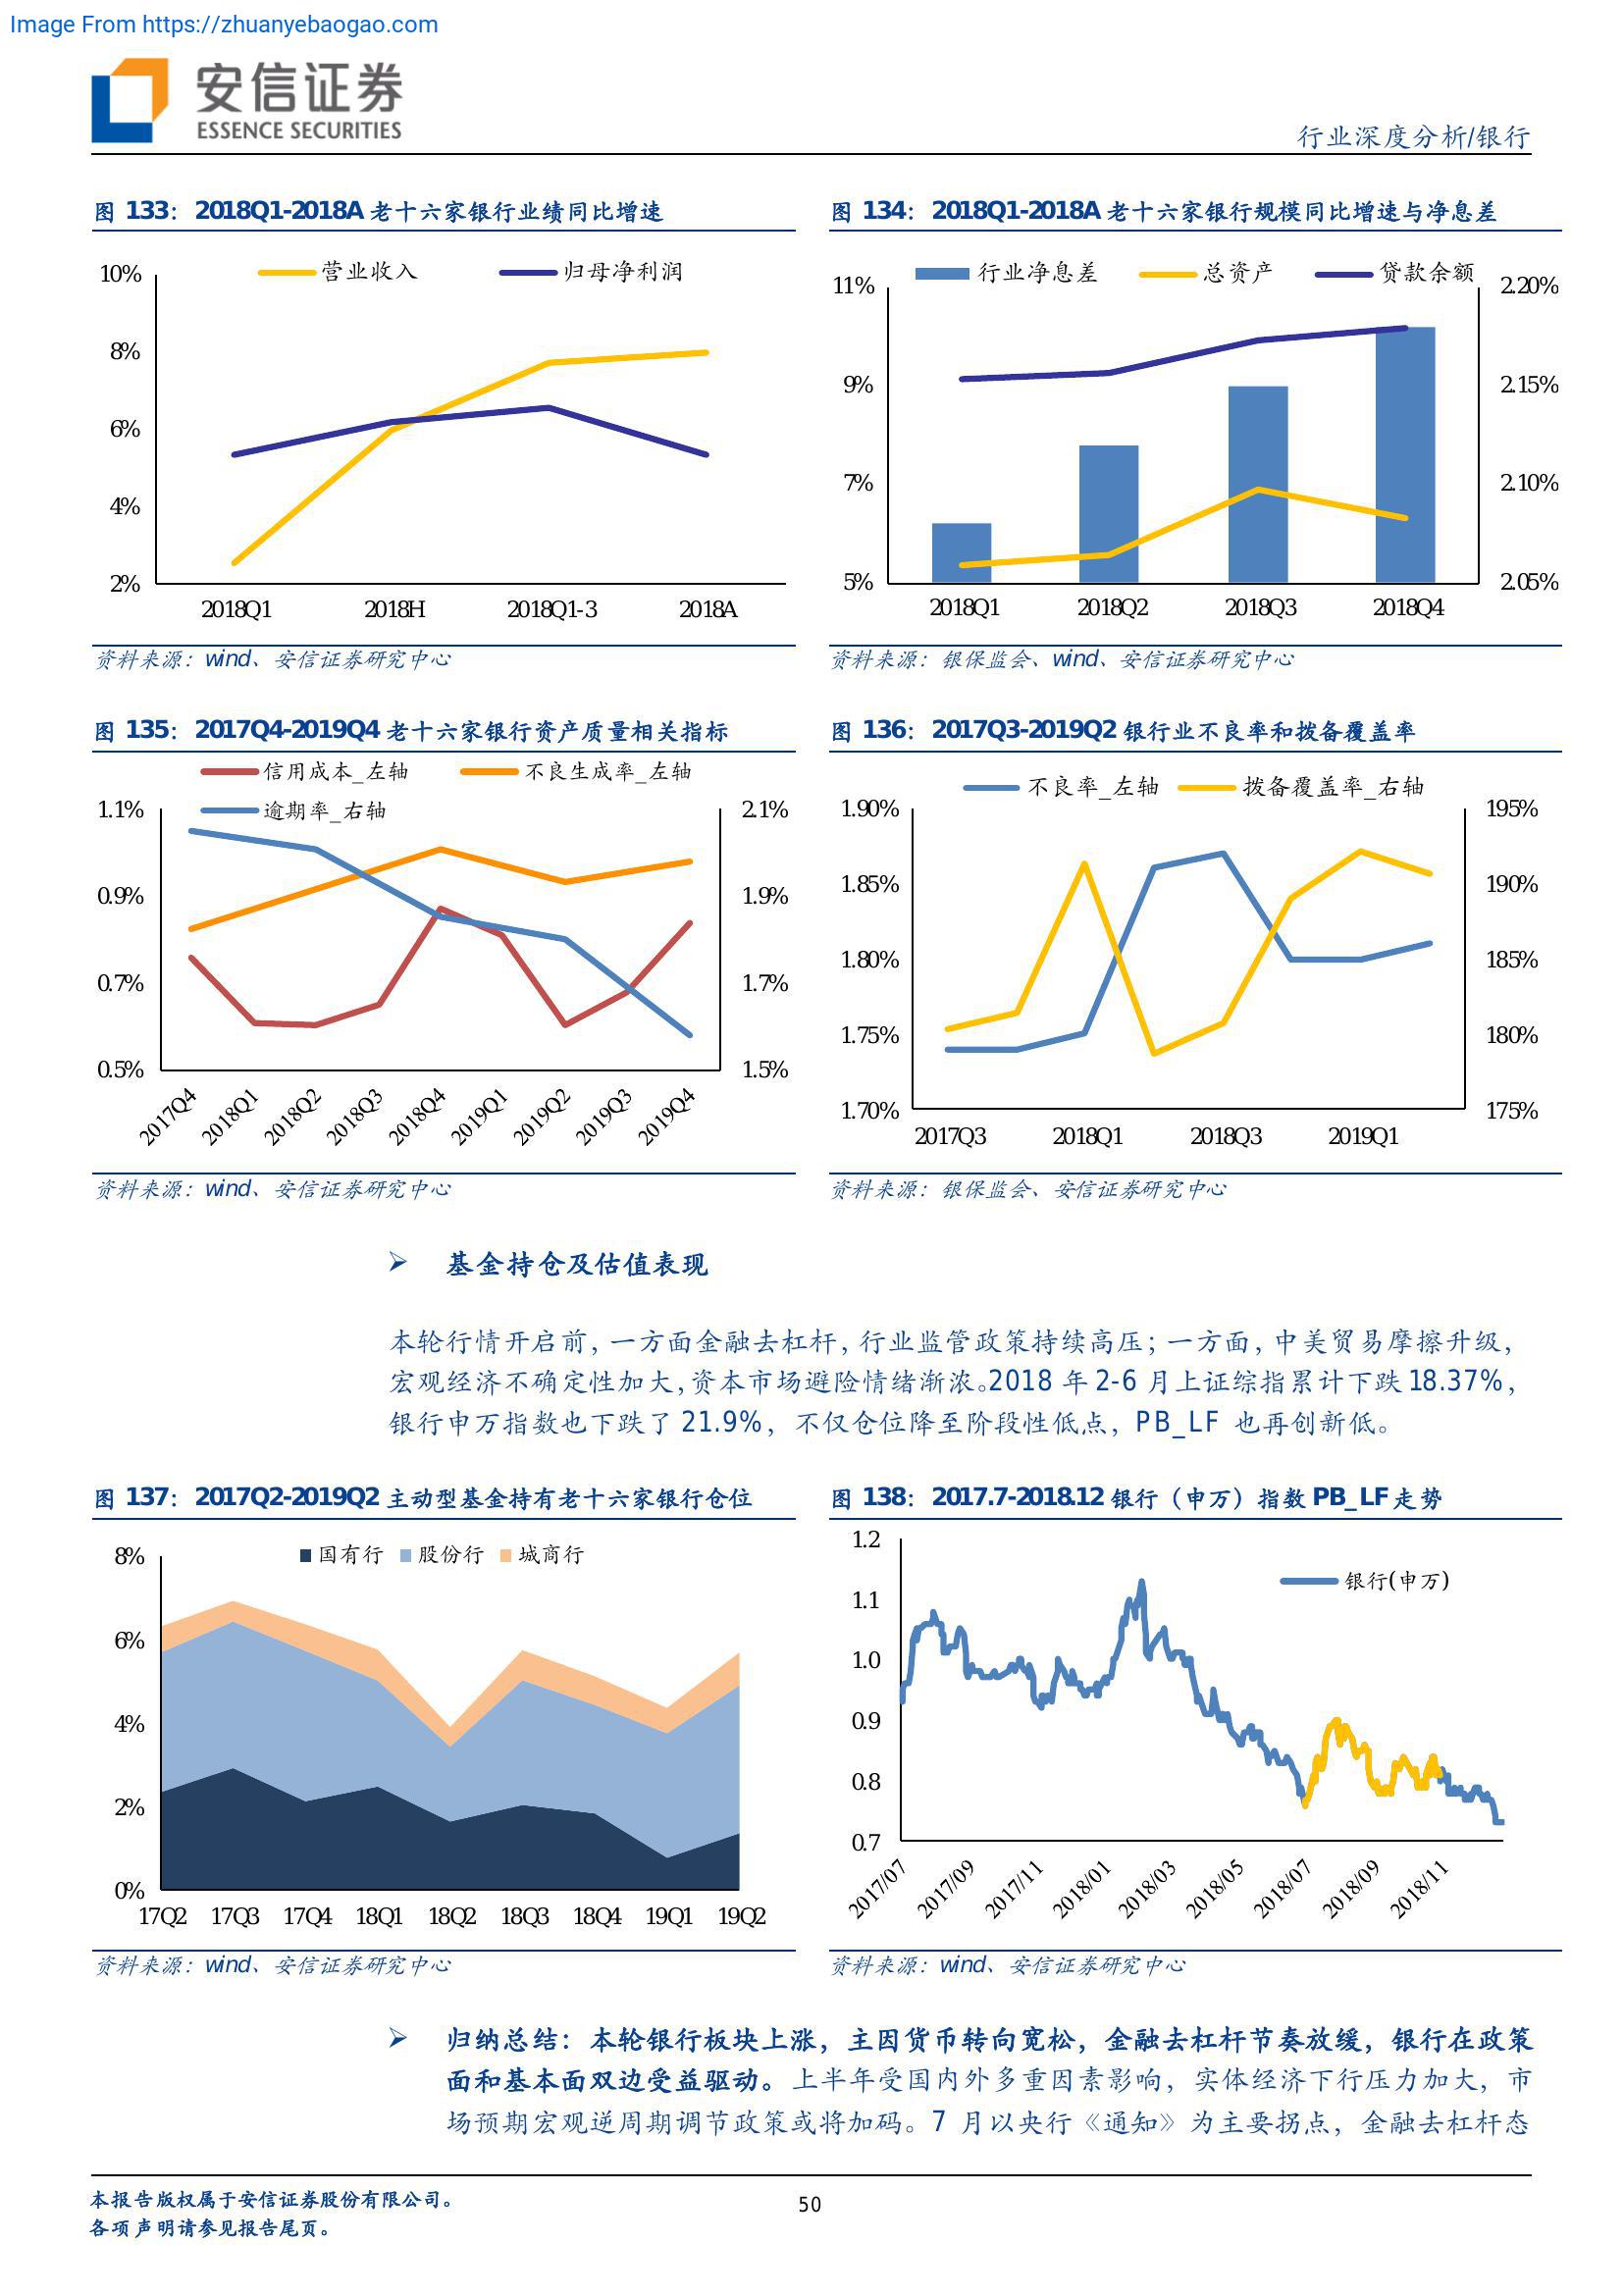 Image From https://zhuanyebaogao.com
安信证券
ESSENCE SECURITIES
行业深度分析/银行
图 133： 2018Q1-2018A 老十六家银行业绩同比增速
营业收入 归母净利润
10%
8%
6%
4%
2%
2018Q1 2018H 2018Q1-3 2018A
资料来源：wind、安信证券研究中心
图 134： 2018Q1-2018A 老十六家银行规模同比增速与净息差
行业净息差 总资产 贷款余额
11% 2.20%
9% 2.15%
7% 2.10%
5% 2.05%
2018Q1 2018Q2 2018Q3 2018Q4
资料来源：银保监会、wind、安信证券研究中心
图 135： 2017Q4-2019Q4 老十六家银行资产质量相关指标
信用成本_左轴 不良生成率_左轴
逾期率_右轴
1.1% 2.1%
0.9% 1.9%
0.7% 1.7%
0.5% 1.5%
2017Q4 2018Q1 2018Q2 2018Q3 2018Q4 2019Q1 2019Q2 2019Q3 2019Q4
资料来源：wind、安信证券研究中心
图 136： 2017Q3-2019Q2 银行业不良率和拨备覆盖率
不良率_左轴 拨备覆盖率_右轴
1.90% 195%
1.85% 190%
1.80% 185%
1.75% 180%
1.70% 175%
2017Q3 2018Q1 2018Q3 2019Q1
资料来源：银保监会、安信证券研究中心
➢ 基金持仓及估值表现
本轮行情开启前，一方面金融去杠杆，行业监管政策持续高压；一方面，中美贸易摩擦升级，
宏观经济不确定性加大，资本市场避险情绪渐浓。2018 年 2-6 月上证综指累计下跌 18.37%，
银行申万指数也下跌了 21.9%，不仅仓位降至阶段性低点，PB_LF 也再创新低。
图 137： 2017Q2-2019Q2 主动型基金持有老十六家银行仓位
国有行 股份行 城商行
8%
6%
4%
2%
0%
17Q2 17Q3 17Q4 18Q1 18Q2 18Q3 18Q4 19Q1 19Q2
资料来源：wind、安信证券研究中心
图 138： 2017.7-2018.12 银行（申万）指数 PB_LF 走势
银行(申万)
1.2
1.1
1.0
0.9
0.8
0.7
2017/07 2017/09 2017/11 2018/01 2018/03 2018/05 2018/07 2018/09 2018/11
资料来源：wind、安信证券研究中心
➢ 归纳总结：本轮银行板块上涨，主因货币转向宽松，金融去杠杆节奏放缓，银行在政策
面和基本面双边受益驱动。上半年受国内外多重因素影响，实体经济下行压力加大，市
场预期宏观逆周期调节政策或将加码。7 月以央行《通知》为主要拐点，金融去杠杆态
本报告版权属于安信证券股份有限公司。
各项声明请参见报告尾页。
50